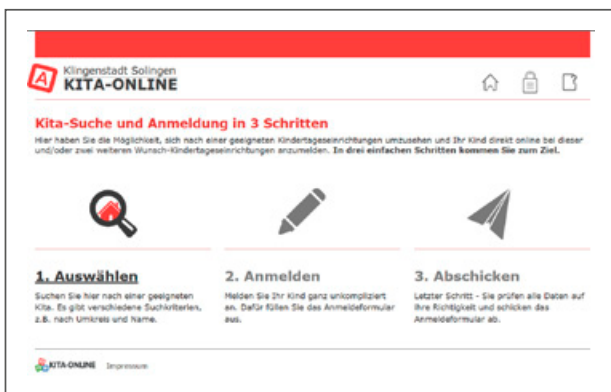 A
Klingenstadt Solingen
KITA-ONLINE
Kita-Suche und Anmeldung in 3 Schritten
Hier haben Sie die Möglichkeit, sich nach einer geeigneten Kindertageseinrichtungen umzusehen und Ihr Kind direkt online bei dieser
und/oder zwei weiteren Wunsch-Kindertageseinrichtungen anzumelden. In drei einfachen Schritten kommen Sie zum Ziel.
1. Auswählen
Suchen Sie hier nach einer geeigneten
Kita. Es gibt verschiedene Suchkriterien,
z.B. nach Umkreis und Name.
2. Anmelden
Melden Sie Ihr Kind ganz unkompliziert
an. Dafür füllen Sie das Anmeldeformular
aus.
3. Abschicken
Letzter Schritt - Sie prüfen alle Daten auf
ihre Richtigkeit und schicken das
Anmeldeformular ab.
KITA-ONLINE Impressum